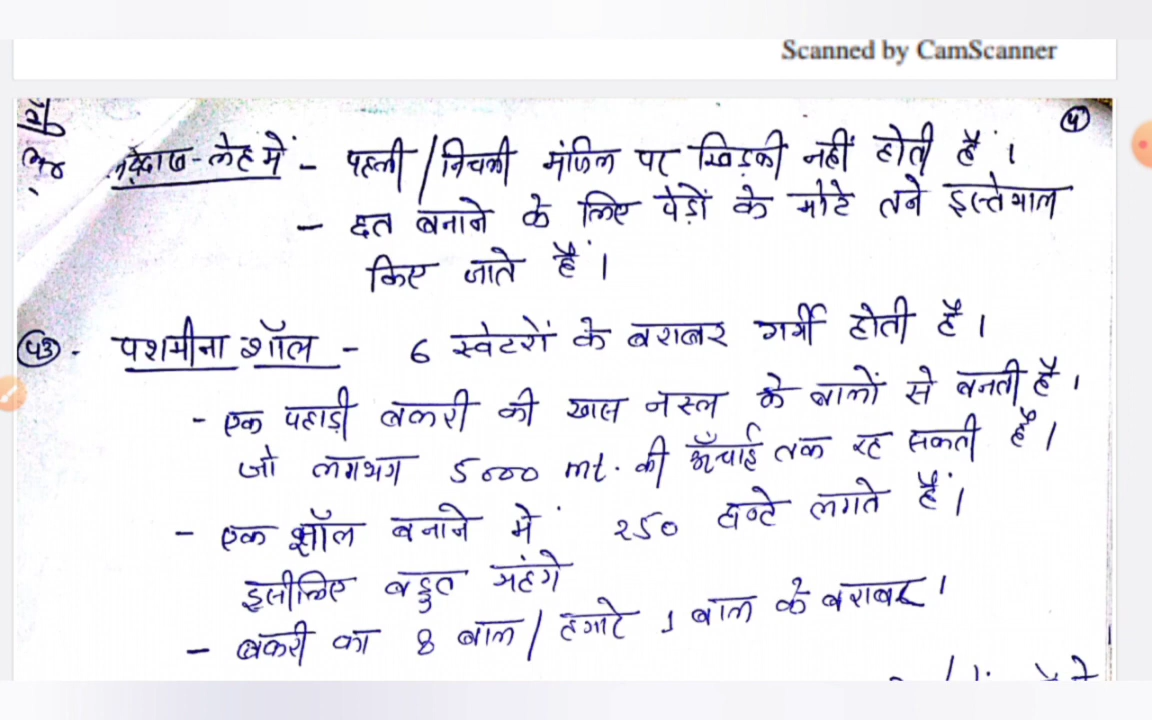 Scanned by CamScanner
लद्दाख-लेह में - पहली/निचली मंजिल पर खिड़की नहीं होती है।
- छत बनाने के लिए पेड़ों के मोटे तने इस्तेमाल
किए जाते हैं।
53- पशमीना शॉल - 6 स्वेटरों के बराबर गर्मी होती है।
- एक पहाड़ी बकरी की खास नस्ल के बालों से बनती है।
जो लगभग 5000 mt. की ऊँचाई तक रह सकती है।
- एक शॉल बनाने में 250 घण्टे लगते हैं।
इसीलिए बहुत महंगे
- बकरी का 8 बाल / हमारे 1 बाल के बराबर।